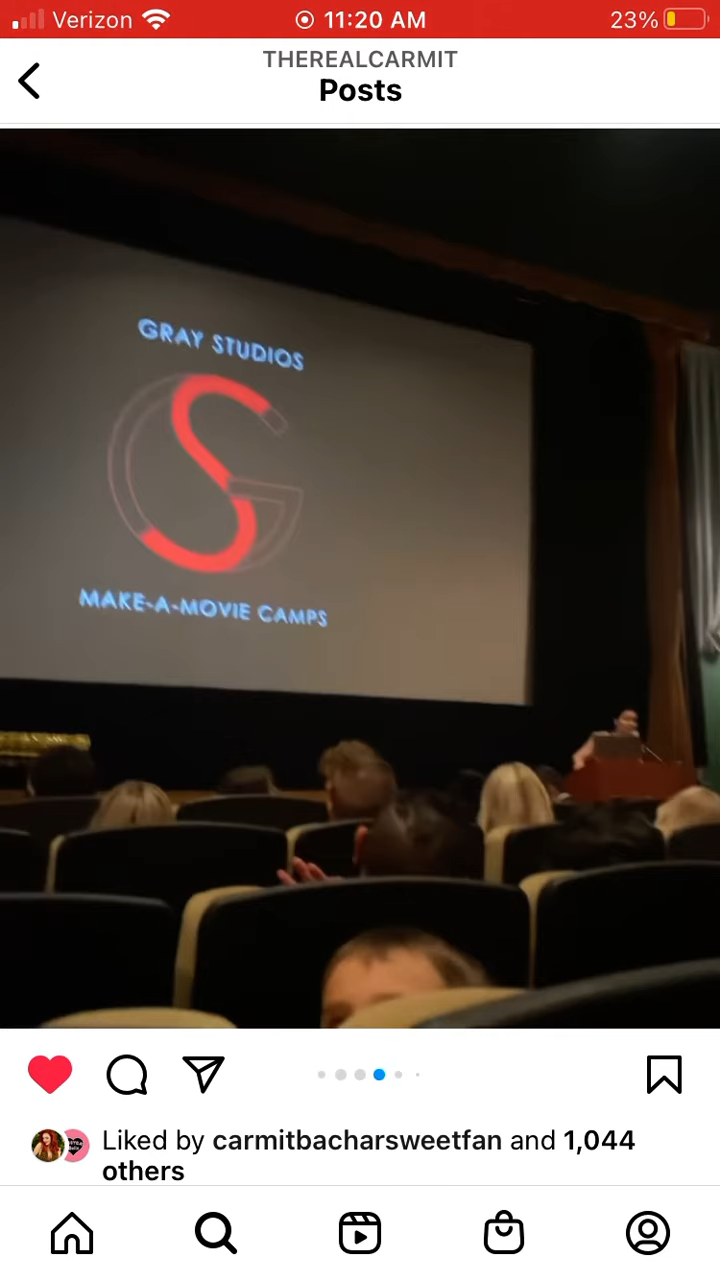 Verizon 11:20 AM 23%
THEREALCARMIT
Posts
GRAY STUDIOS
GS
MAKE-A-MOVIE CAMPS
Liked by carmitbacharsweetfan and 1,044
others